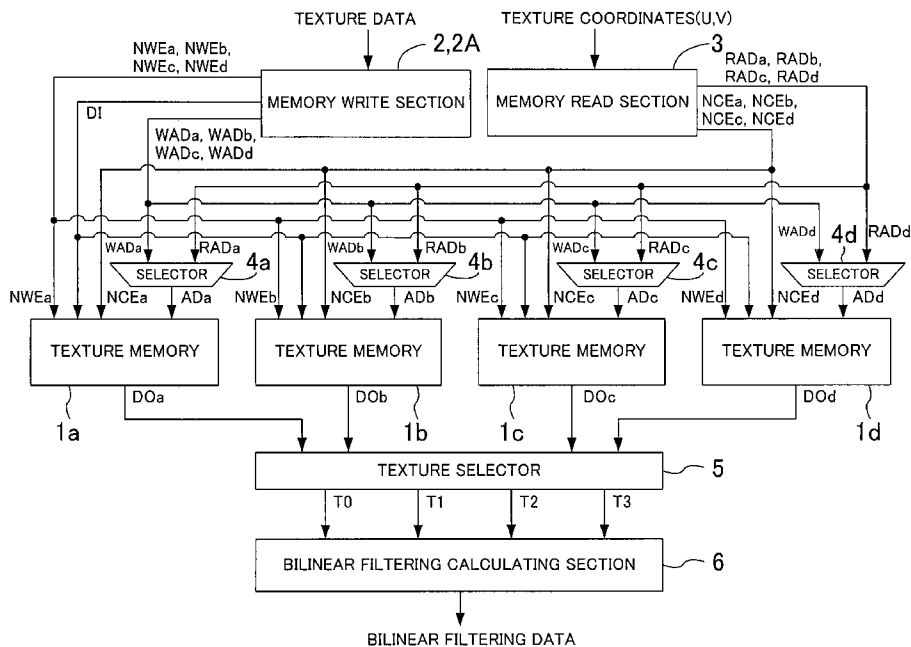 TEXTURE DATA
TEXTURE COORDINATES(U,V)
2,2A
3
NWEa, NWEb,
NWEc, NWEd
MEMORY WRITE SECTION
MEMORY READ SECTION
RADa, RADb,
RADc, RADd
DI
NCEa, NCEb,
NCEc, NCEd
WADa, WADb,
WADc, WADd
WADa
RADa
WADb
RADb
WADc
RADc
WADd
RADd
SELECTOR
4a
SELECTOR
4b
SELECTOR
4c
SELECTOR
4d
NWEa
NCEa
ADa
NWEb
NCEb
ADb
NWEc
NCEc
ADc
NWEd
NCEd
ADd
TEXTURE MEMORY
TEXTURE MEMORY
TEXTURE MEMORY
TEXTURE MEMORY
1a
DOa
DOb
1b
1c
DOc
DOd
1d
TEXTURE SELECTOR
5
T0
T1
T2
T3
BILINEAR FILTERING CALCULATING SECTION
6
BILINEAR FILTERING DATA